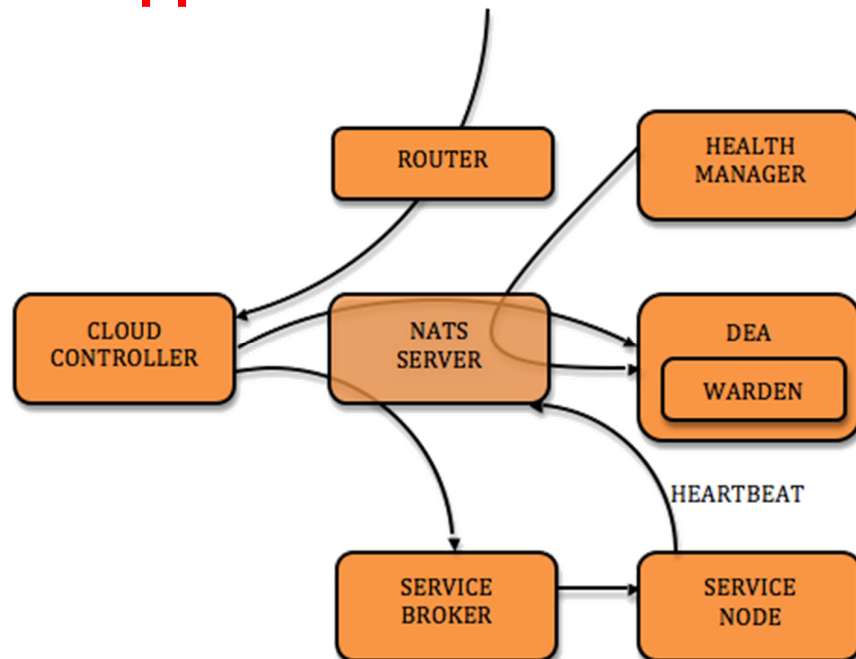 ROUTER
HEALTH
MANAGER
CLOUD
CONTROLLER
NATS
SERVER
DEA
WARDEN
HEARTBEAT
SERVICE
BROKER
SERVICE
NODE